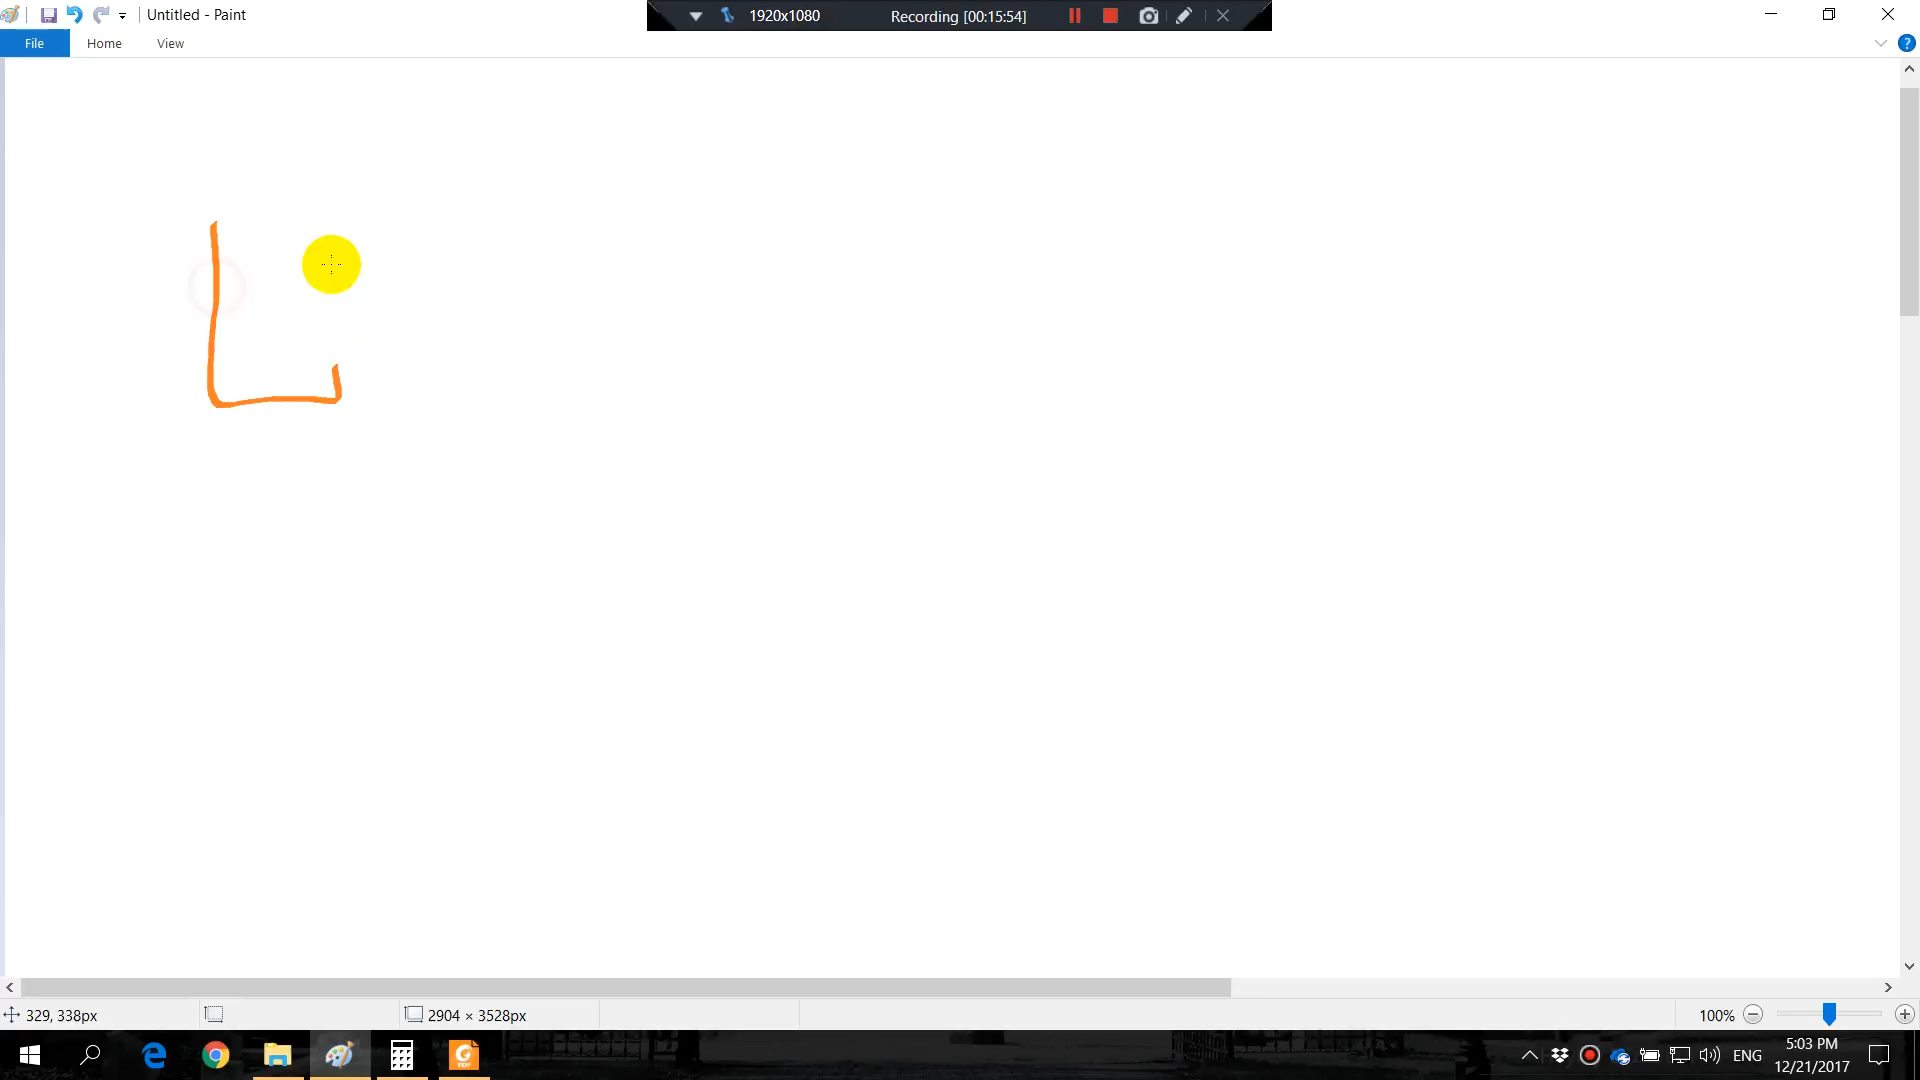 Untitled - Paint
1920x1080
Recording [00:15:54]
File Home View
?
329, 338px
2904 × 3528px
100%
ENG
5:03 PM
12/21/2017